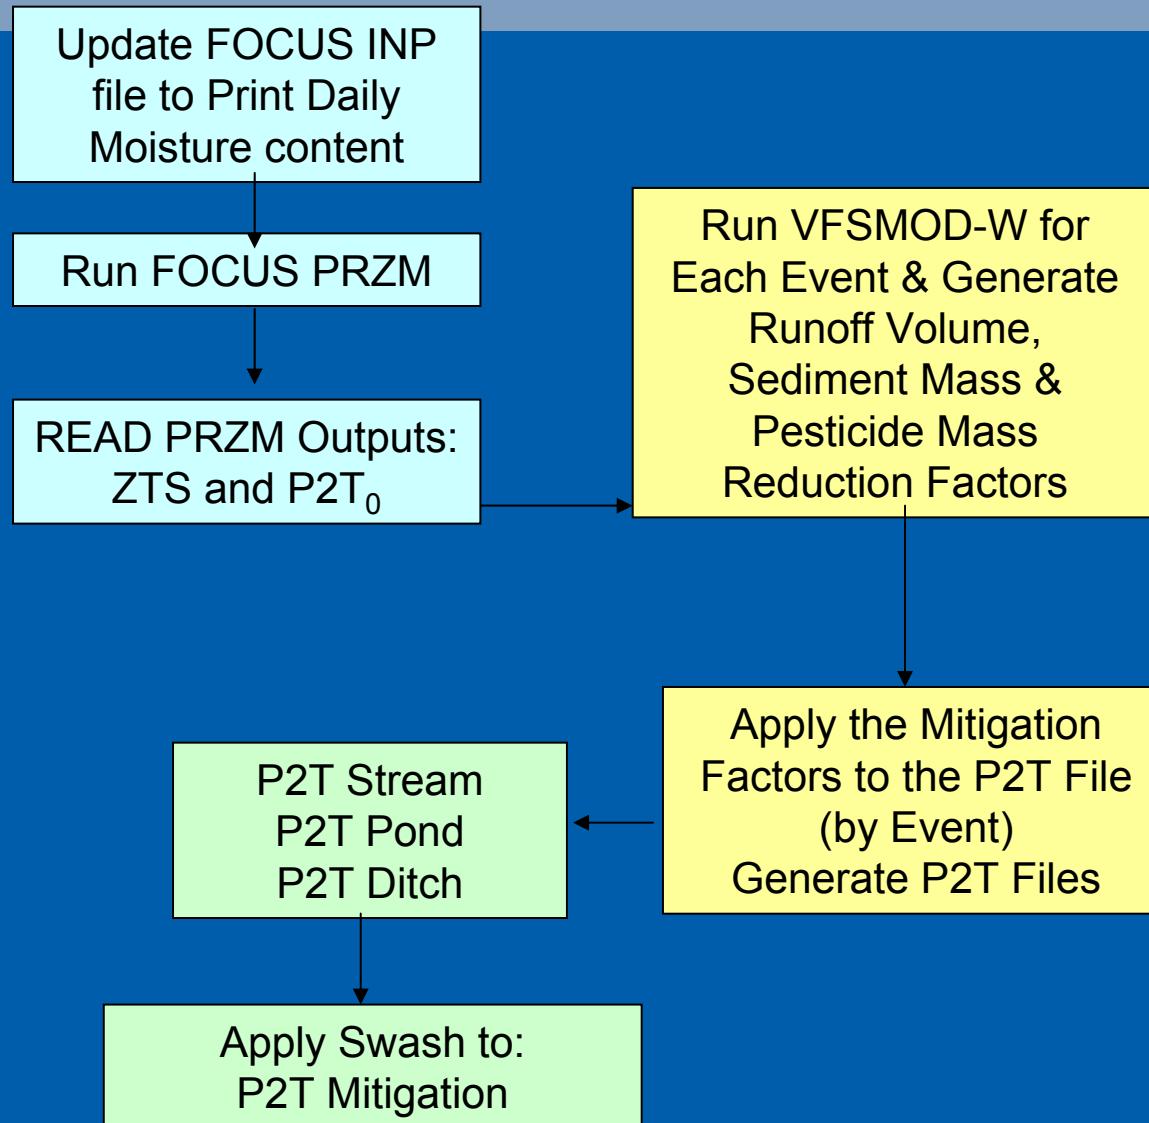 Update FOCUS INP
file to Print Daily
Moisture content
Run FOCUS PRZM
READ PRZM Outputs:
ZTS and P2T₀
Run VFSMOD-W for
Each Event & Generate
Runoff Volume,
Sediment Mass &
Pesticide Mass
Reduction Factors
Apply the Mitigation
Factors to the P2T File
(by Event)
Generate P2T Files
P2T Stream
P2T Pond
P2T Ditch
Apply Swash to:
P2T Mitigation